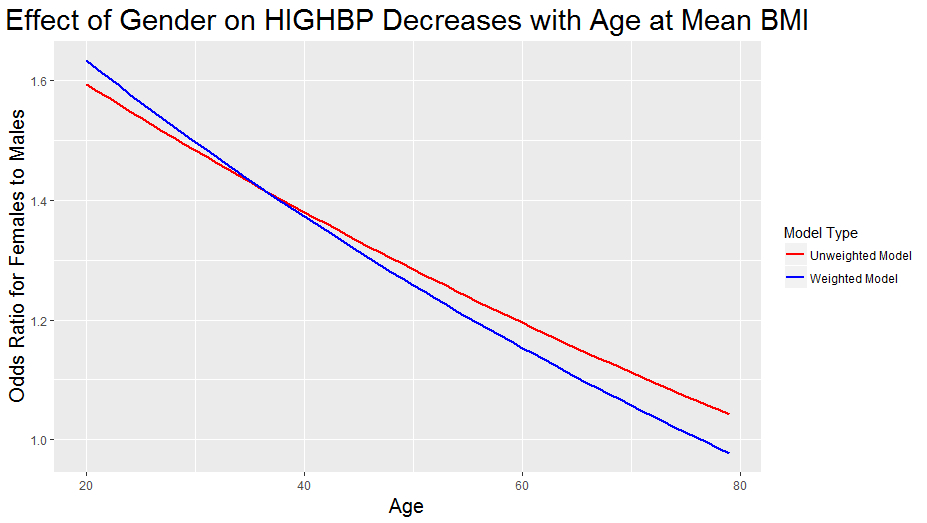 Effect of Gender on HIGHBP Decreases with Age at Mean BMI
Odds Ratio for Females to Males
1.6
1.4
1.2
1.0
20 40 60 80
Age
Model Type
Unweighted Model
Weighted Model